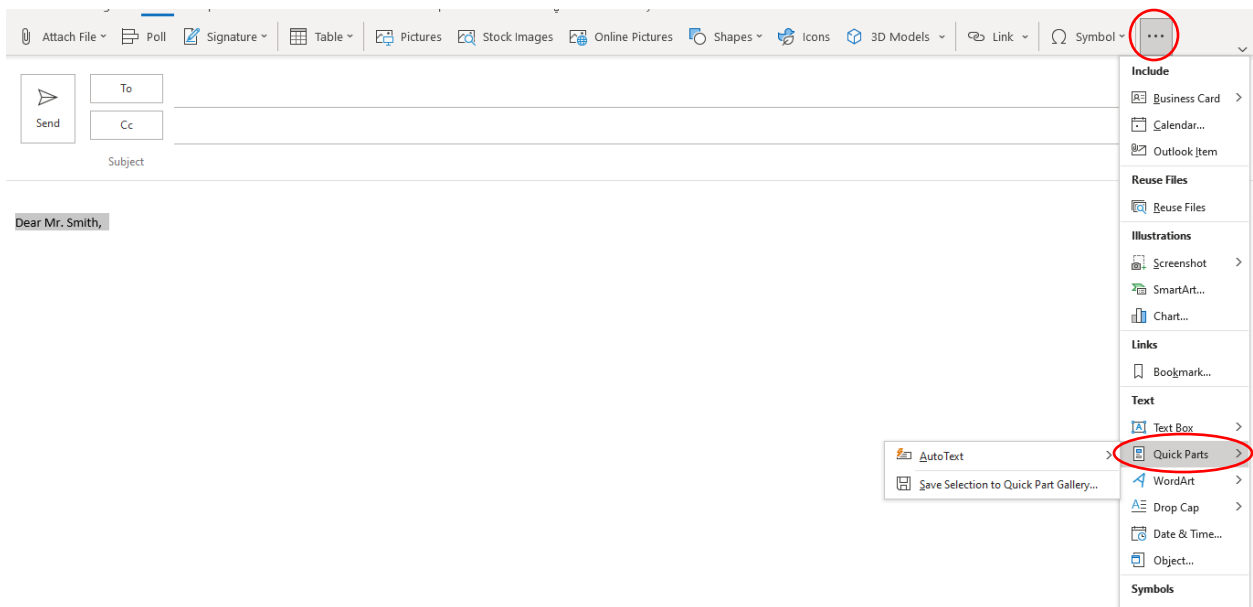 Attach File Poll Signature Table Pictures Stock Images Online Pictures Shapes Icons 3D Models Link Symbol ...
Send
To
Cc
Subject
Dear Mr. Smith,
Include
Business Card
Calendar...
Outlook Item
Reuse Files
Reuse Files
Illustrations
Screenshot
SmartArt...
Chart...
Links
Bookmark...
Text
Text Box
Quick Parts
AutoText
Save Selection to Quick Part Gallery...
WordArt
Drop Cap
Date & Time...
Object...
Symbols